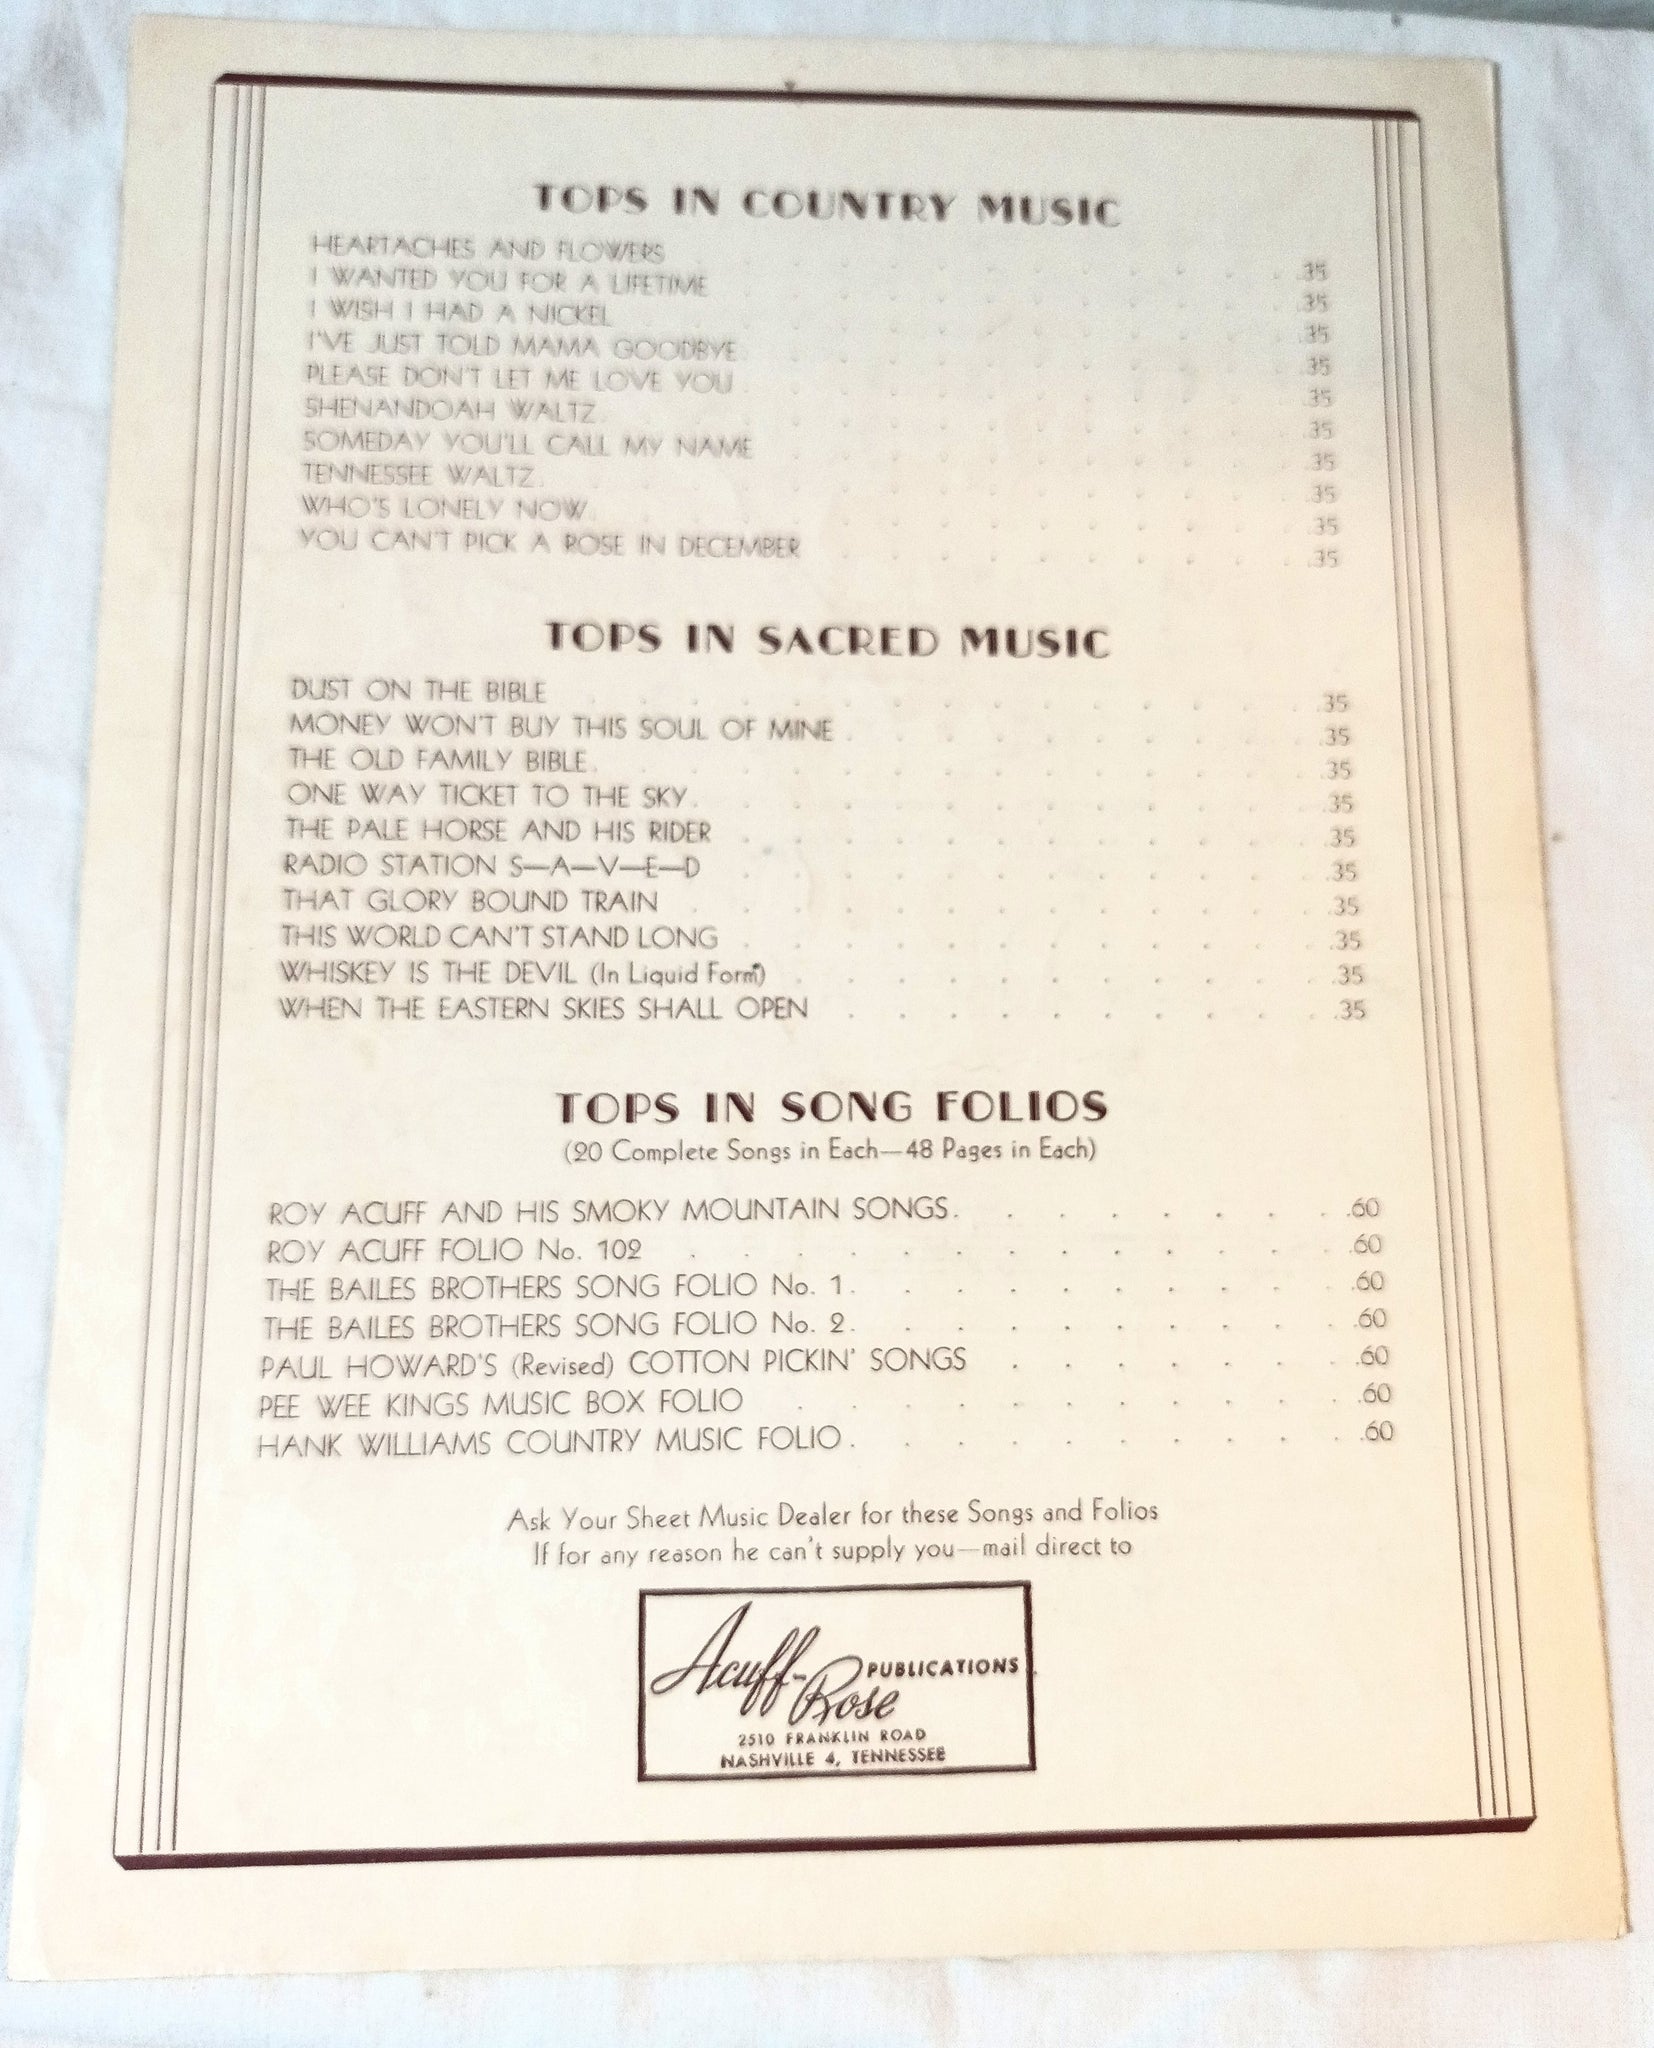 TOPS IN COUNTRY MUSIC
HEARTACHES AND FLOWERS . . . . . . . . . . . . .35
I WANTED YOU FOR A LIFETIME . . . . . . . . . . . . .35
I WISH I HAD A NICKEL . . . . . . . . . . . . . .35
I'VE JUST TOLD MAMA GOODBYE . . . . . . . . . . . . .35
PLEASE DON'T LET ME LOVE YOU . . . . . . . . . . . . .35
SHENANDOAH WALTZ . . . . . . . . . . . . . . .35
SOMEDAY YOU'LL CALL MY NAME . . . . . . . . . . . .35
TENNESSEE WALTZ . . . . . . . . . . . . . . . .35
WHO'S LONELY NOW . . . . . . . . . . . . . . .35
YOU CAN'T PICK A ROSE IN DECEMBER . . . . . . . . . . .35
TOPS IN SACRED MUSIC
DUST ON THE BIBLE . . . . . . . . . . . . . . .35
MONEY WON'T BUY THIS SOUL OF MINE . . . . . . . . . . .35
THE OLD FAMILY BIBLE . . . . . . . . . . . . . . .35
ONE WAY TICKET TO THE SKY . . . . . . . . . . . . .35
THE PALE HORSE AND HIS RIDER . . . . . . . . . . . . .35
RADIO STATION S—A—V—E—D . . . . . . . . . . . . .35
THAT GLORY BOUND TRAIN . . . . . . . . . . . . . .35
THIS WORLD CAN'T STAND LONG . . . . . . . . . . . . .35
WHISKEY IS THE DEVIL (In Liquid Form) . . . . . . . . . . . .35
WHEN THE EASTERN SKIES SHALL OPEN . . . . . . . . . . .35
TOPS IN SONG FOLIOS
(20 Complete Songs in Each—48 Pages in Each)
ROY ACUFF AND HIS SMOKY MOUNTAIN SONGS . . . . . . . . .60
ROY ACUFF FOLIO No. 102 . . . . . . . . . . . . . .60
THE BAILES BROTHERS SONG FOLIO No. 1 . . . . . . . . . . .60
THE BAILES BROTHERS SONG FOLIO No. 2 . . . . . . . . . . .60
PAUL HOWARD'S (Revised) COTTON PICKIN' SONGS . . . . . . . .60
PEE WEE KINGS MUSIC BOX FOLIO . . . . . . . . . . . .60
HANK WILLIAMS COUNTRY MUSIC FOLIO . . . . . . . . . . .60
Ask Your Sheet Music Dealer for these Songs and Folios
If for any reason he can't supply you—mail direct to
Acuff-Rose PUBLICATIONS
2510 FRANKLIN ROAD
NASHVILLE 4, TENNESSEE